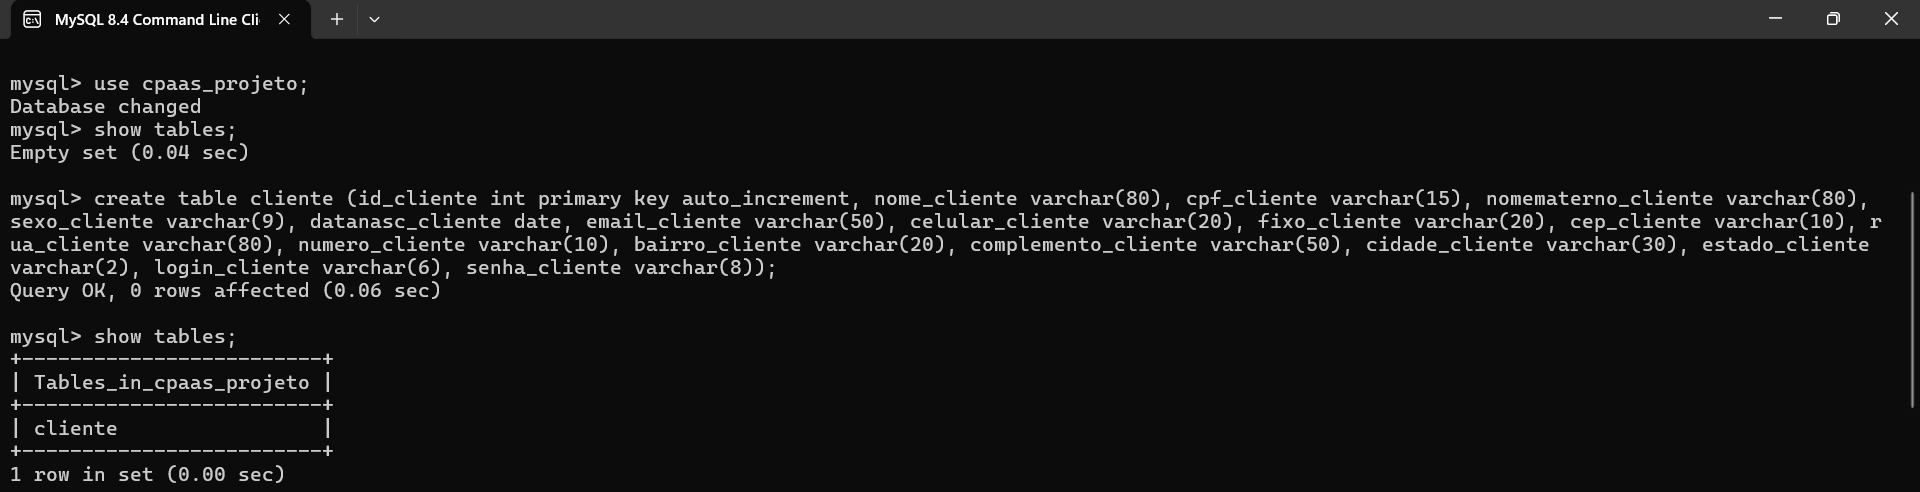 MySQL 8.4 Command Line Cli
mysql> use cpaas_projeto;
Database changed
mysql> show tables;
Empty set (0.04 sec)
mysql> create table cliente (id_cliente int primary key auto_increment, nome_cliente varchar(80), cpf_cliente varchar(15), nomematerno_cliente varchar(80),
sexo_cliente varchar(9), datanasc_cliente date, email_cliente varchar(50), celular_cliente varchar(20), fixo_cliente varchar(20), cep_cliente varchar(10), r
ua_cliente varchar(80), numero_cliente varchar(10), bairro_cliente varchar(20), complemento_cliente varchar(50), cidade_cliente varchar(30), estado_cliente
varchar(2), login_cliente varchar(6), senha_cliente varchar(8));
Query OK, 0 rows affected (0.06 sec)
mysql> show tables;
+-------------------------+
| Tables_in_cpaas_projeto |
+-------------------------+
| cliente                 |
+-------------------------+
1 row in set (0.00 sec)